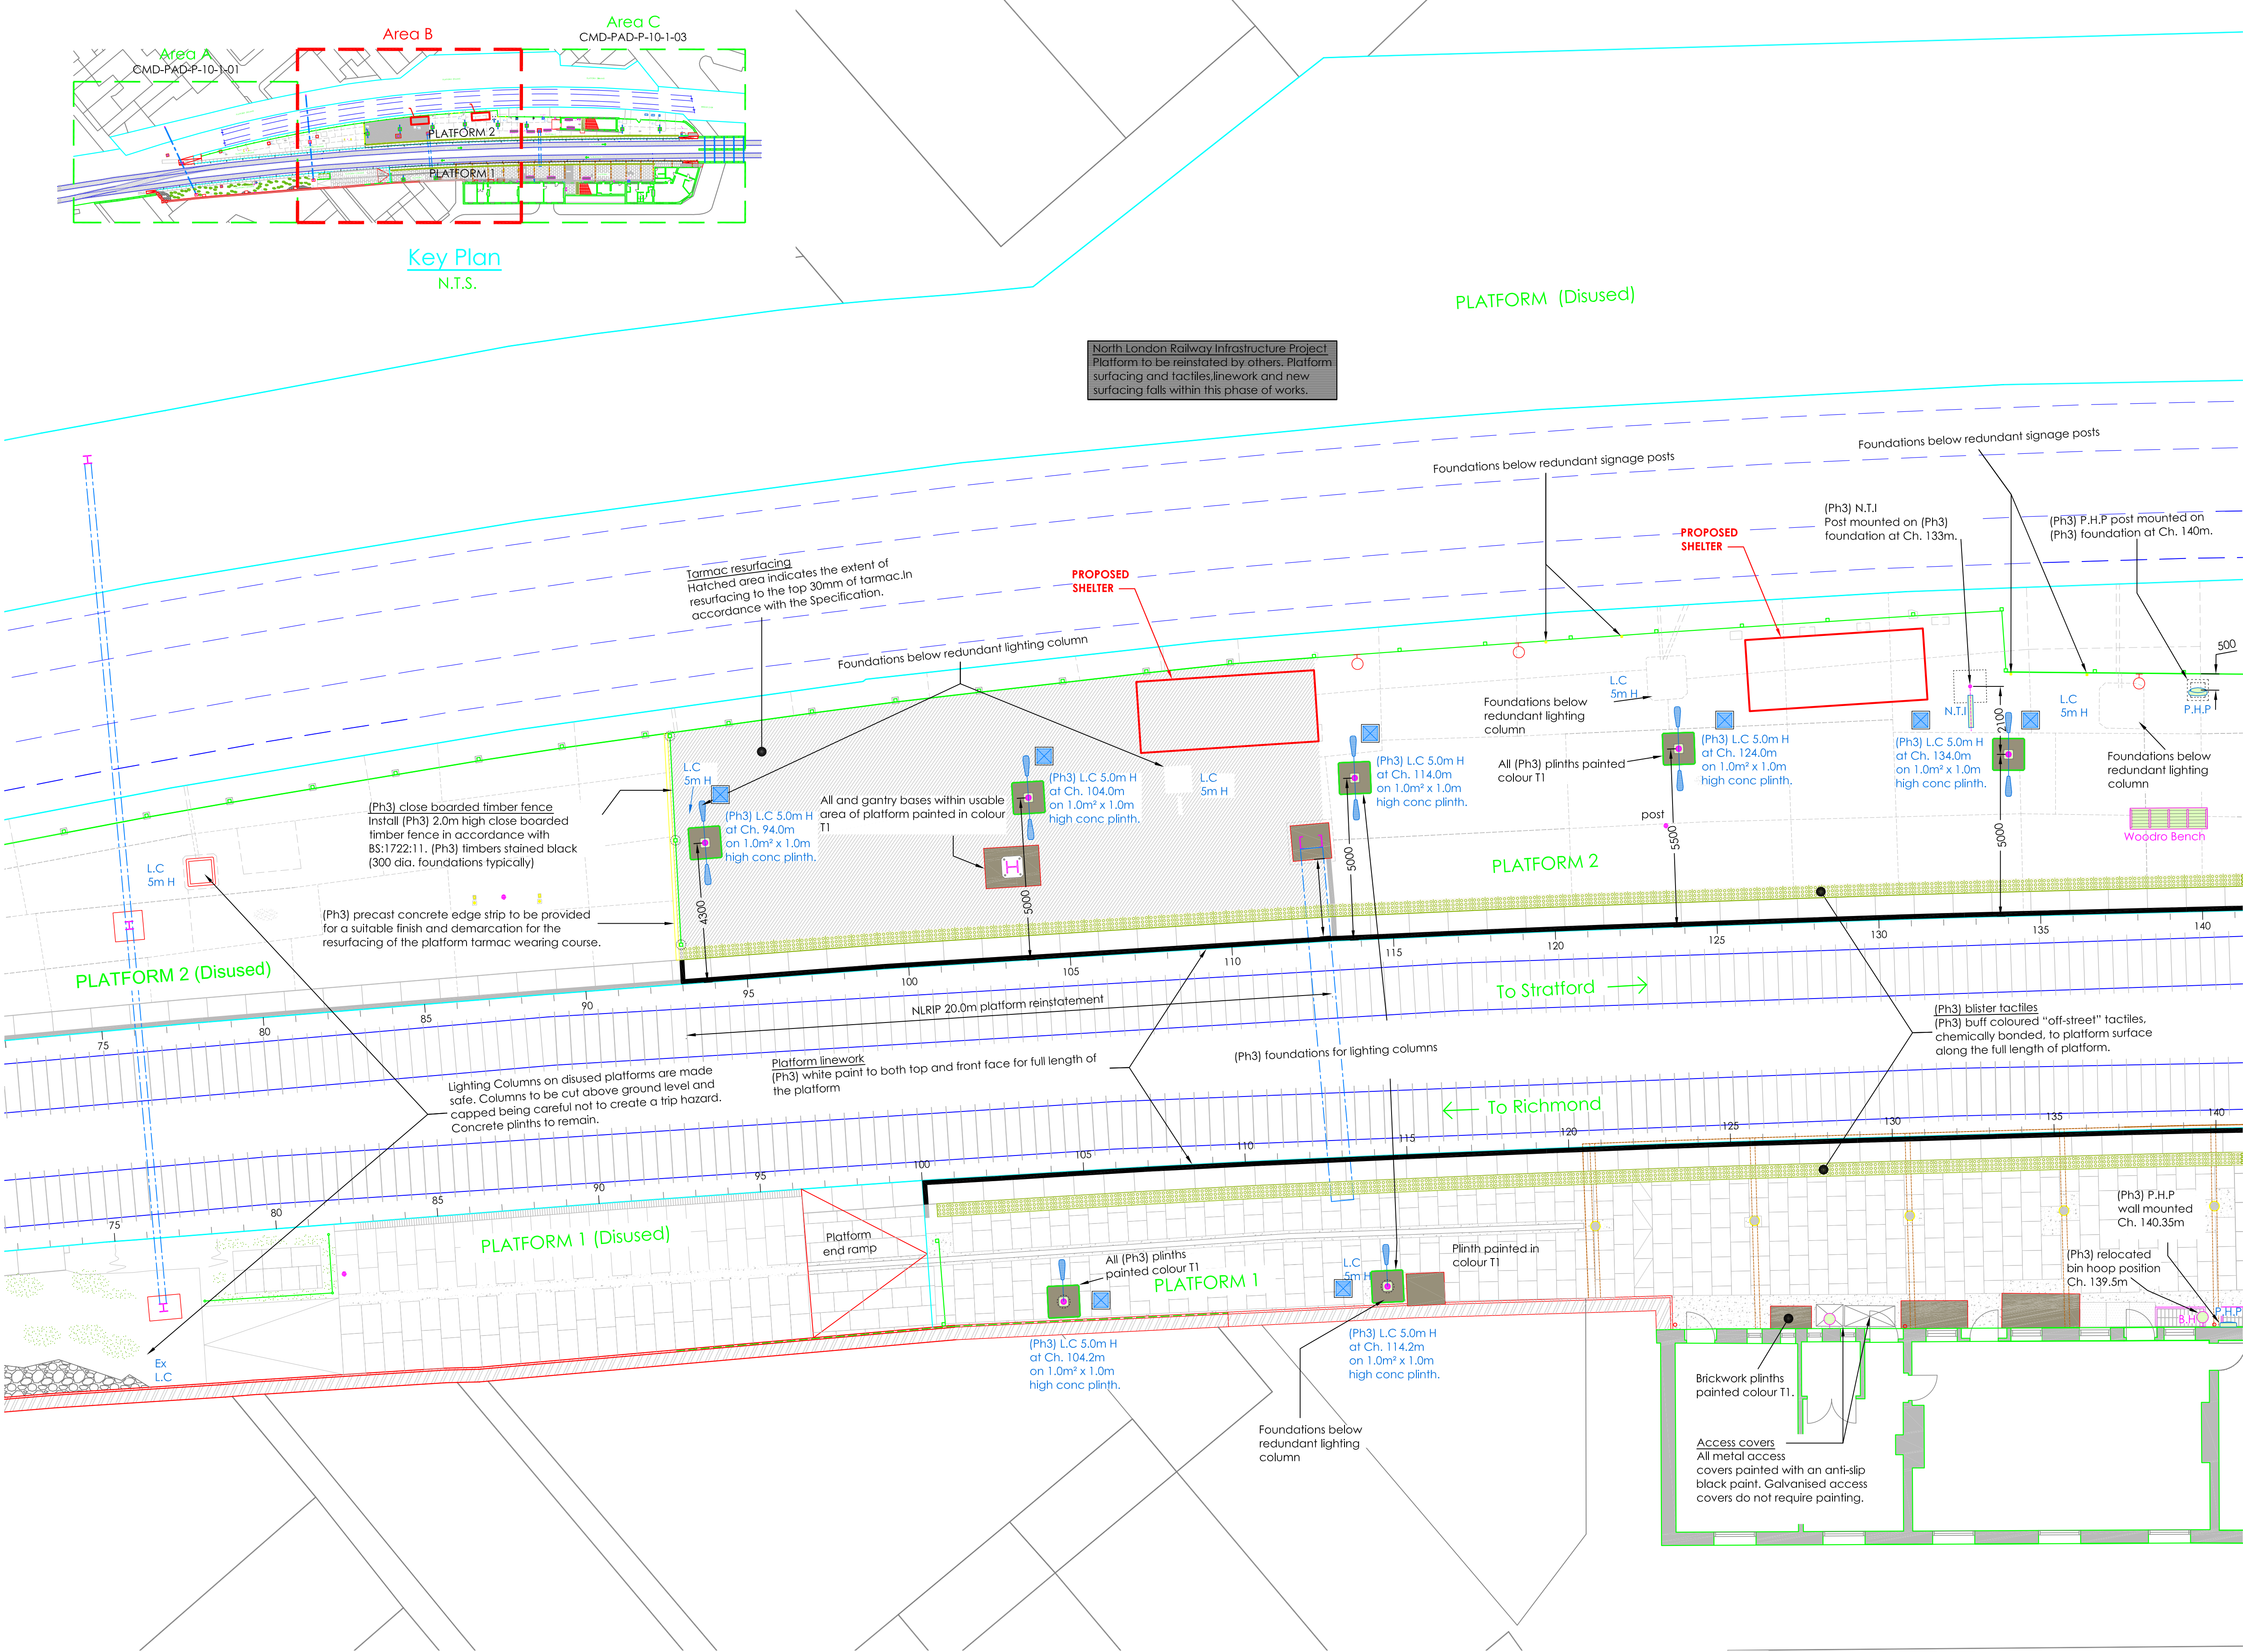 Area A
CMD-PAD-P-10-1-01
Area B
Area C
CMD-PAD-P-10-1-03
PLATFORM 2
PLATFORM 1
Key Plan
N.T.S.
PLATFORM (Disused)
North London Railway Infrastructure Project
Platform to be reinstated by others. Platform
surfacing and tactiles,linework and new
surfacing falls within this phase of works.
Foundations below redundant signage posts
Foundations below redundant signage posts
(Ph3) N.T.I
Post mounted on (Ph3)
foundation at Ch. 133m.
(Ph3) P.H.P post mounted on
(Ph3) foundation at Ch. 140m.
PROPOSED
SHELTER
PROPOSED
SHELTER
Tarmac resurfacing
Hatched area indicates the extent of
resurfacing to the top 30mm of tarmac.In
accordance with the Specification.
Foundations below redundant lighting column
500
L.C
5m H
Foundations below
redundant lighting
column
N.T.I
2100
L.C
5m H
P.H.P
Foundations below
redundant lighting
column
L.C
5m H
(Ph3) L.C 5.0m H
at Ch. 94.0m
on 1.0m² x 1.0m
high conc plinth.
All and gantry bases within usable
area of platform painted in colour
T1
(Ph3) L.C 5.0m H
at Ch. 104.0m
on 1.0m² x 1.0m
high conc plinth.
L.C
5m H
(Ph3) L.C 5.0m H
at Ch. 114.0m
on 1.0m² x 1.0m
high conc plinth.
All (Ph3) plinths painted
colour T1
(Ph3) L.C 5.0m H
at Ch. 124.0m
on 1.0m² x 1.0m
high conc plinth.
(Ph3) L.C 5.0m H
at Ch. 134.0m
on 1.0m² x 1.0m
high conc plinth.
post
Woodro Bench
(Ph3) close boarded timber fence
Install (Ph3) 2.0m high close boarded
timber fence in accordance with
BS:1722:11. (Ph3) timbers stained black
(300 dia. foundations typically)
L.C
5m H
(Ph3) precast concrete edge strip to be provided
for a suitable finish and demarcation for the
resurfacing of the platform tarmac wearing course.
4300
5000
5000
5500
5000
PLATFORM 2
PLATFORM 2 (Disused)
75
80
85
90
95
100
105
110
115
120
125
130
135
140
To Stratford
NLRIP 20.0m platform reinstatement
(Ph3) blister tactiles
(Ph3) buff coloured “off-street” tactiles,
chemically bonded, to platform surface
along the full length of platform.
Platform linework
(Ph3) white paint to both top and front face for full length of
the platform
(Ph3) foundations for lighting columns
Lighting Columns on disused platforms are made
safe. Columns to be cut above ground level and
capped being careful not to create a trip hazard.
Concrete plinths to remain.
To Richmond
75
80
85
90
95
100
105
110
115
120
125
130
135
140
PLATFORM 1 (Disused)
Platform
end ramp
All (Ph3) plinths
painted colour T1
PLATFORM 1
L.C
5m H
Plinth painted in
colour T1
(Ph3) P.H.P
wall mounted
Ch. 140.35m
(Ph3) relocated
bin hoop position
Ch. 139.5m
B.H
P.H.P
Ex
L.C
(Ph3) L.C 5.0m H
at Ch. 104.2m
on 1.0m² x 1.0m
high conc plinth.
(Ph3) L.C 5.0m H
at Ch. 114.2m
on 1.0m² x 1.0m
high conc plinth.
Foundations below
redundant lighting
column
Brickwork plinths
painted colour T1.
Access covers
All metal access
covers painted with an anti-slip
black paint. Galvanised access
covers do not require painting.